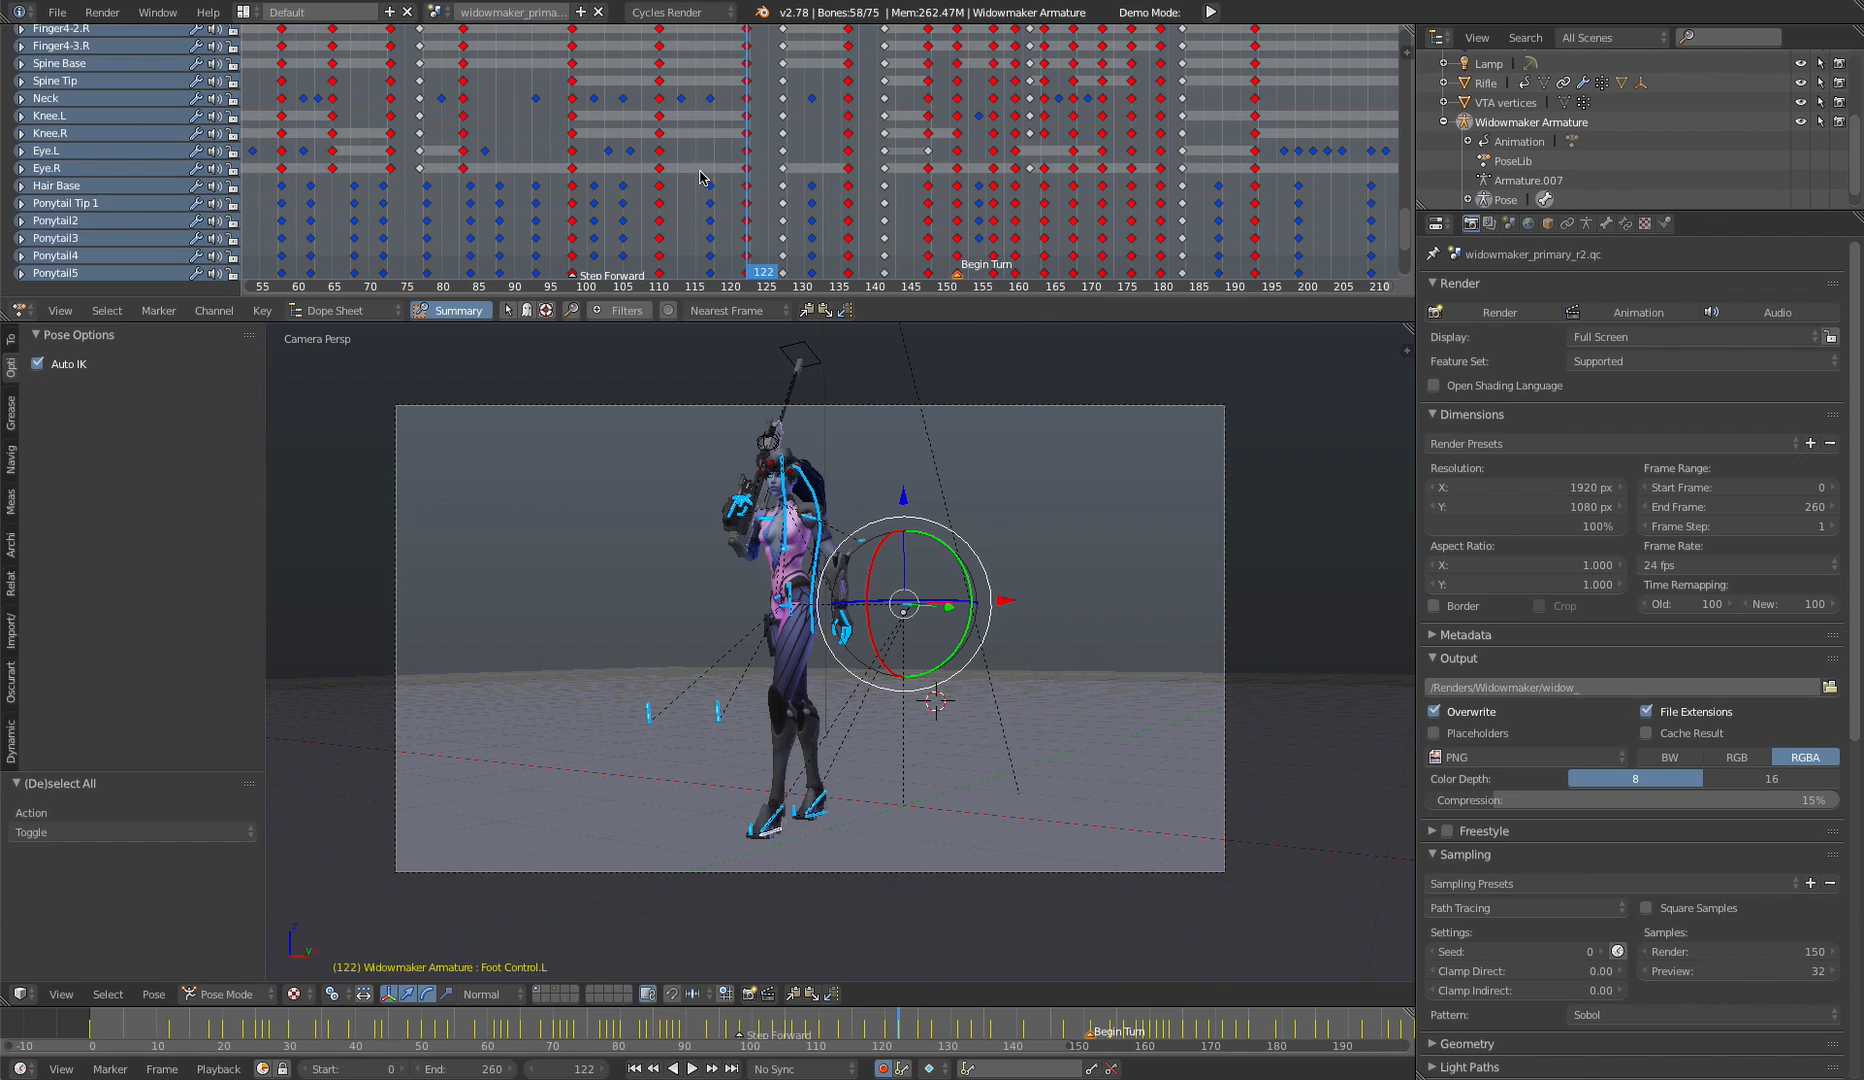 File Render Window Help Default widowmaker_prima... Cycles Render v2.78 | Bones:58/75 | Mem:262.47M | Widowmaker Armature Demo Mode:
Finger4-2.R
Finger4-3.R
Spine Base
Spine Tip
Neck
Knee.L
Knee.R
Eye.L
Eye.R
Hair Base
Ponytail Tip 1
Ponytail2
Ponytail3
Ponytail4
Ponytail5
Step Forward
122
Begin Turn
55 60 65 70 75 80 85 90 95 100 105 110 115 120 125 130 135 140 145 150 155 160 165 170 175 180 185 190 195 200 205 210
View Select Marker Channel Key Dope Sheet Summary Filters Nearest Frame
View Search All Scenes
Lamp
Rifle
VTA vertices
Widowmaker Armature
Animation
PoseLib
Armature.007
Pose
To
Opti
Grease
Navig
Meas
Archi
Relat
Import/
Oscurart
Dynamic
Pose Options
Auto IK
(De)select All
Action
Toggle
Camera Persp
z
Y
(122) Widowmaker Armature : Foot Control.L
View Select Pose Pose Mode Normal
Step Forward
Begin Turn
-10 0 10 20 30 40 50 60 70 80 90 100 110 120 130 140 150 160 170 180 190
View Marker Frame Playback Start: 0 End: 260 122 No Sync
widowmaker_primary_r2.qc
Render
Render Animation Audio
Display: Full Screen
Feature Set: Supported
Open Shading Language
Dimensions
Render Presets
Resolution: Frame Range:
X: 1920 px Start Frame: 0
Y: 1080 px End Frame: 260
100% Frame Step: 1
Aspect Ratio: Frame Rate:
X: 1.000 24 fps
Y: 1.000 Time Remapping:
Border Crop Old: 100 New: 100
Metadata
Output
/Renders/Widowmaker/widow_
Overwrite File Extensions
Placeholders Cache Result
PNG BW RGB RGBA
Color Depth: 8 16
Compression: 15%
Freestyle
Sampling
Sampling Presets
Path Tracing Square Samples
Settings: Samples:
Seed: 0 Render: 150
Clamp Direct: 0.00 Preview: 32
Clamp Indirect: 0.00
Pattern: Sobol
Geometry
Light Paths